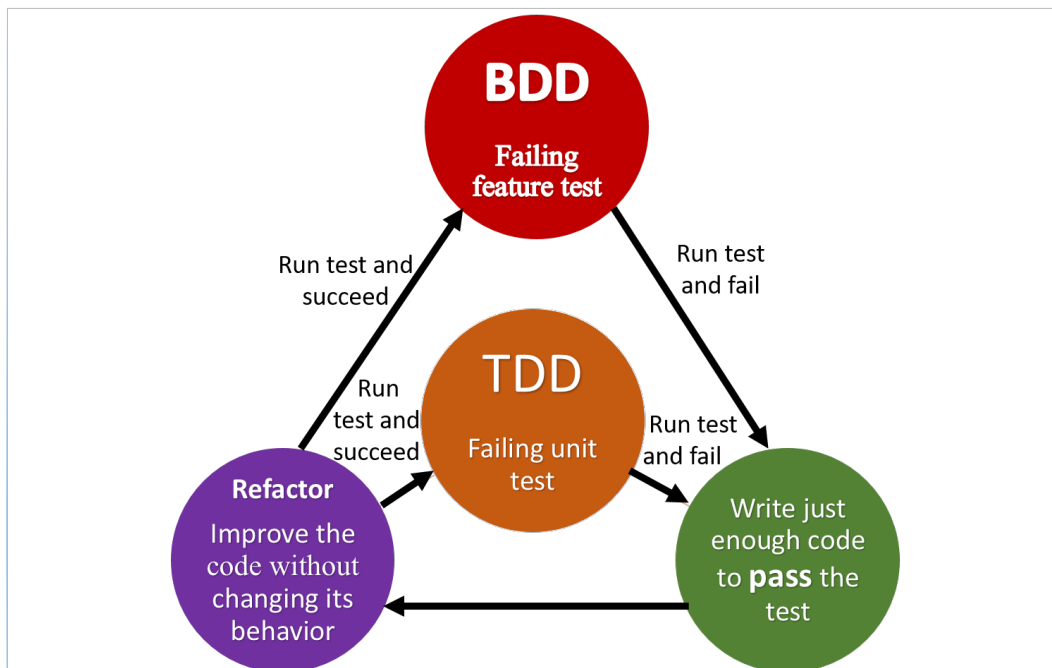 BDD
Failing
feature test
Run test and
succeed
Run test
and fail
TDD
Failing unit
test
Run
test and
succeed
Run test
and fail
Refactor
Improve the
code without
changing its
behavior
Write just
enough code
to pass the
test